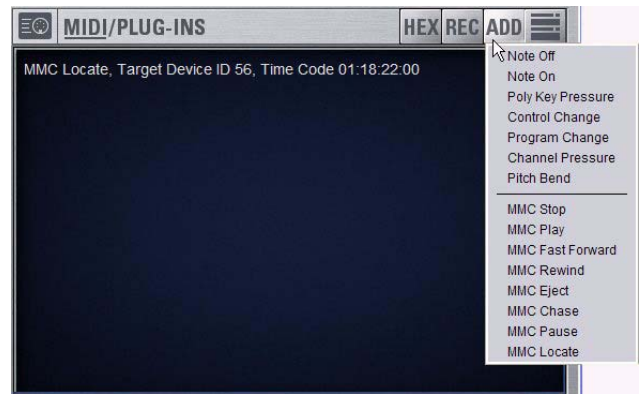 MIDI/PLUG-INS HEX REC ADD
MMC Locate, Target Device ID 56, Time Code 01:18:22:00
Note Off
Note On
Poly Key Pressure
Control Change
Program Change
Channel Pressure
Pitch Bend
MMC Stop
MMC Play
MMC Fast Forward
MMC Rewind
MMC Eject
MMC Chase
MMC Pause
MMC Locate